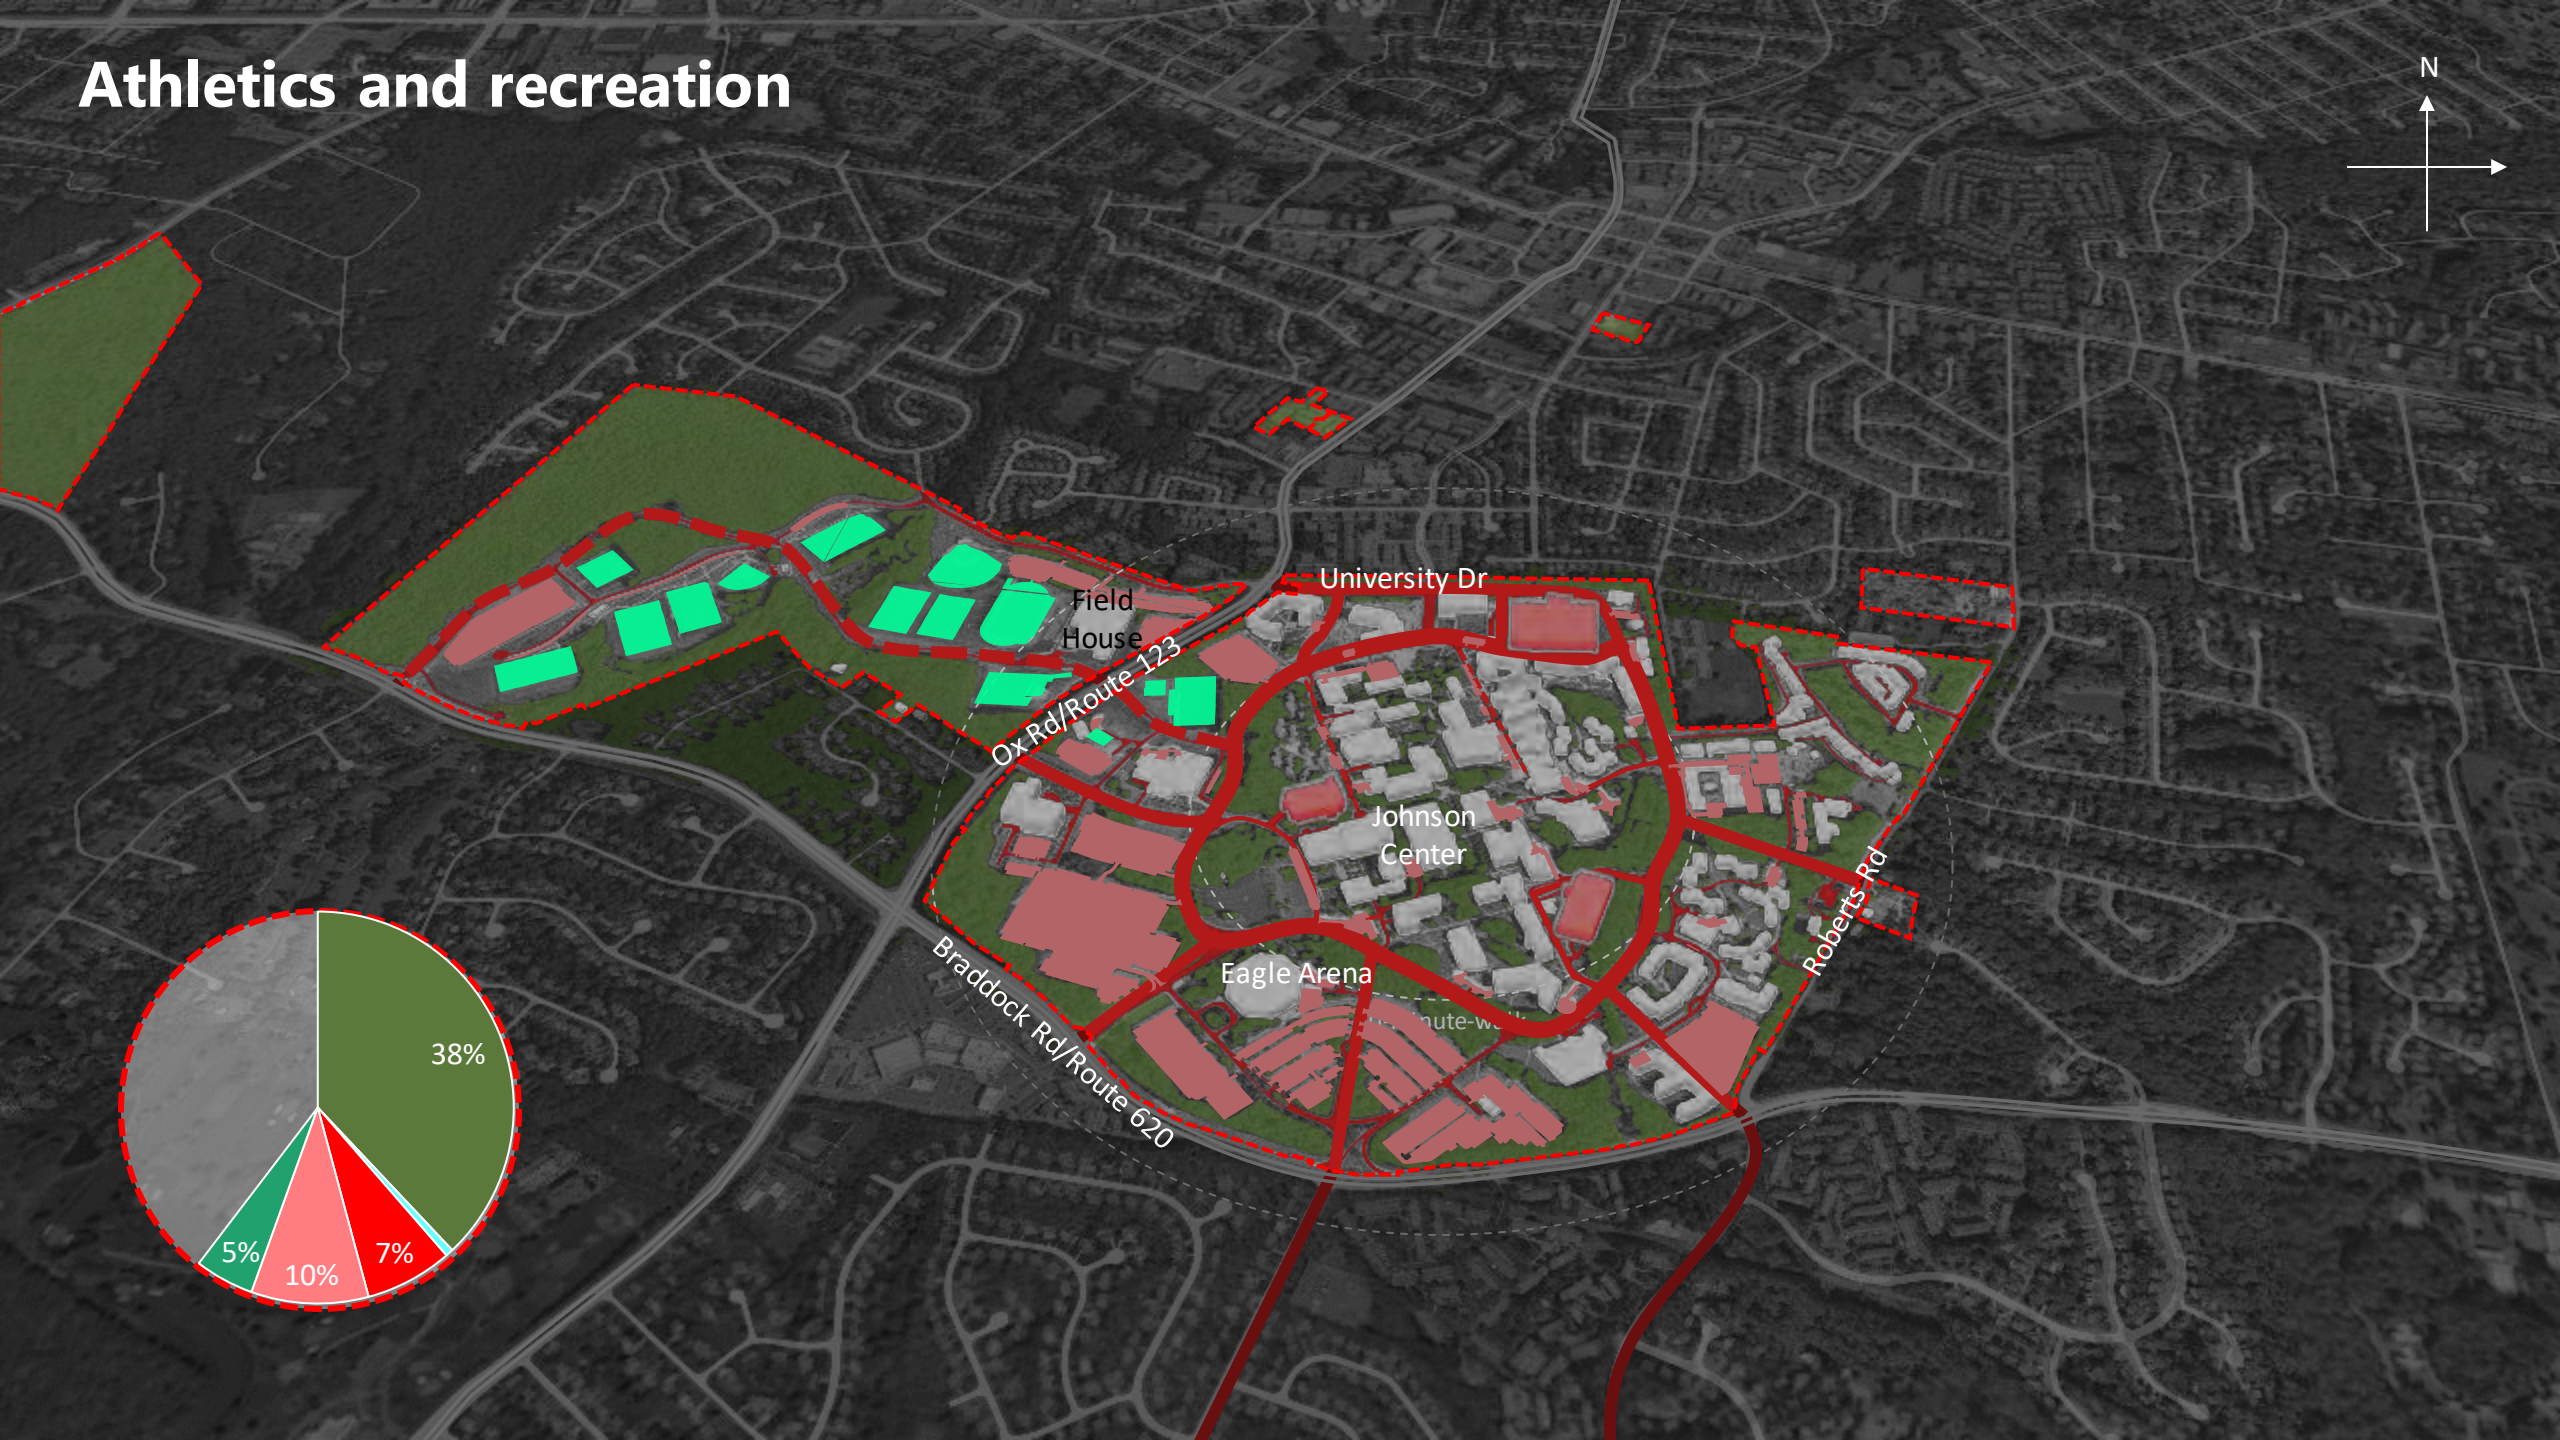 Athletics and recreation
N
University Dr
Field
House
Ox Rd/Route 123
Johnson
Center
Roberts Rd
Eagle Arena
Braddock Rd/Route 620
38%
5%
10%
7%